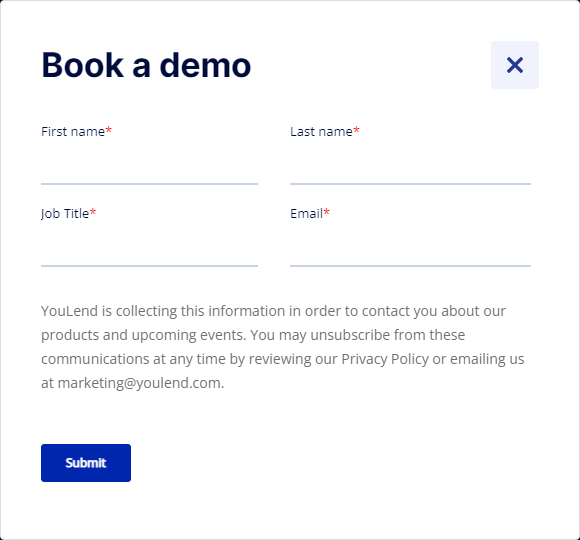 Book a demo
First name*
Last name*
Job Title*
Email*
YouLend is collecting this information in order to contact you about our
products and upcoming events. You may unsubscribe from these
communications at any time by reviewing our Privacy Policy or emailing us
at marketing@youlend.com.
Submit